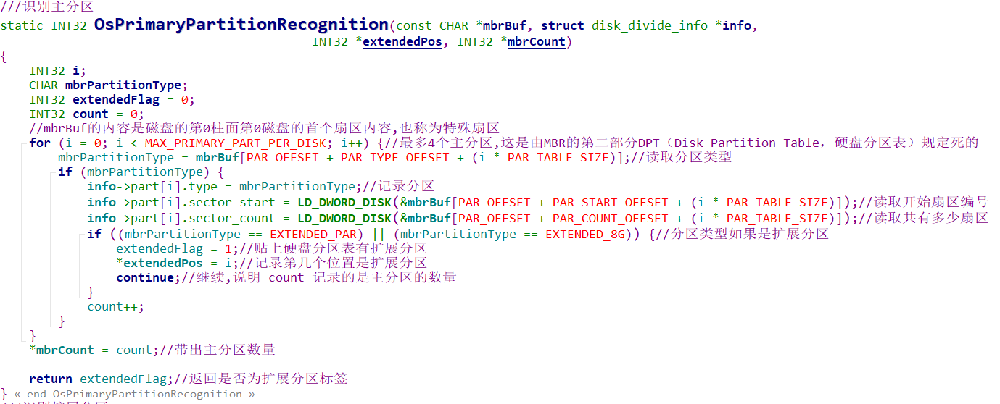 ///识别主分区
static INT32 OsPrimaryPartitionRecognition(const CHAR *mbrBuf, struct disk_divide_info *info,
                                           INT32 *extendedPos, INT32 *mbrCount)
{
    INT32 i;
    CHAR mbrPartitionType;
    INT32 extendedFlag = 0;
    INT32 count = 0;
    //mbrBuf的内容是磁盘的第0柱面第0磁盘的首个扇区内容,也称为特殊扇区
    for (i = 0; i < MAX_PRIMARY_PART_PER_DISK; i++) {//最多4个主分区,这是由MBR的第二部分DPT（Disk Partition Table，硬盘分区表）规定死的
        mbrPartitionType = mbrBuf[PAR_OFFSET + PAR_TYPE_OFFSET + (i * PAR_TABLE_SIZE)];//读取分区类型
        if (mbrPartitionType) {
            info->part[i].type = mbrPartitionType;//记录分区
            info->part[i].sector_start = LD_DWORD_DISK(&mbrBuf[PAR_OFFSET + PAR_START_OFFSET + (i * PAR_TABLE_SIZE)]);//读取开始扇区编号
            info->part[i].sector_count = LD_DWORD_DISK(&mbrBuf[PAR_OFFSET + PAR_COUNT_OFFSET + (i * PAR_TABLE_SIZE)]);//读取共有多少扇区
            if ((mbrPartitionType == EXTENDED_PAR) || (mbrPartitionType == EXTENDED_8G)) {//分区类型如果是扩展分区
                extendedFlag = 1;//贴上硬盘分区表有扩展分区
                *extendedPos = i;//记录第几个位置是扩展分区
                continue;//继续,说明 count 记录的是主分区的数量
            }
            count++;
        }
    }
    *mbrCount = count;//带出主分区数量
    return extendedFlag;//返回是否为扩展分区标签
} « end OsPrimaryPartitionRecognition »